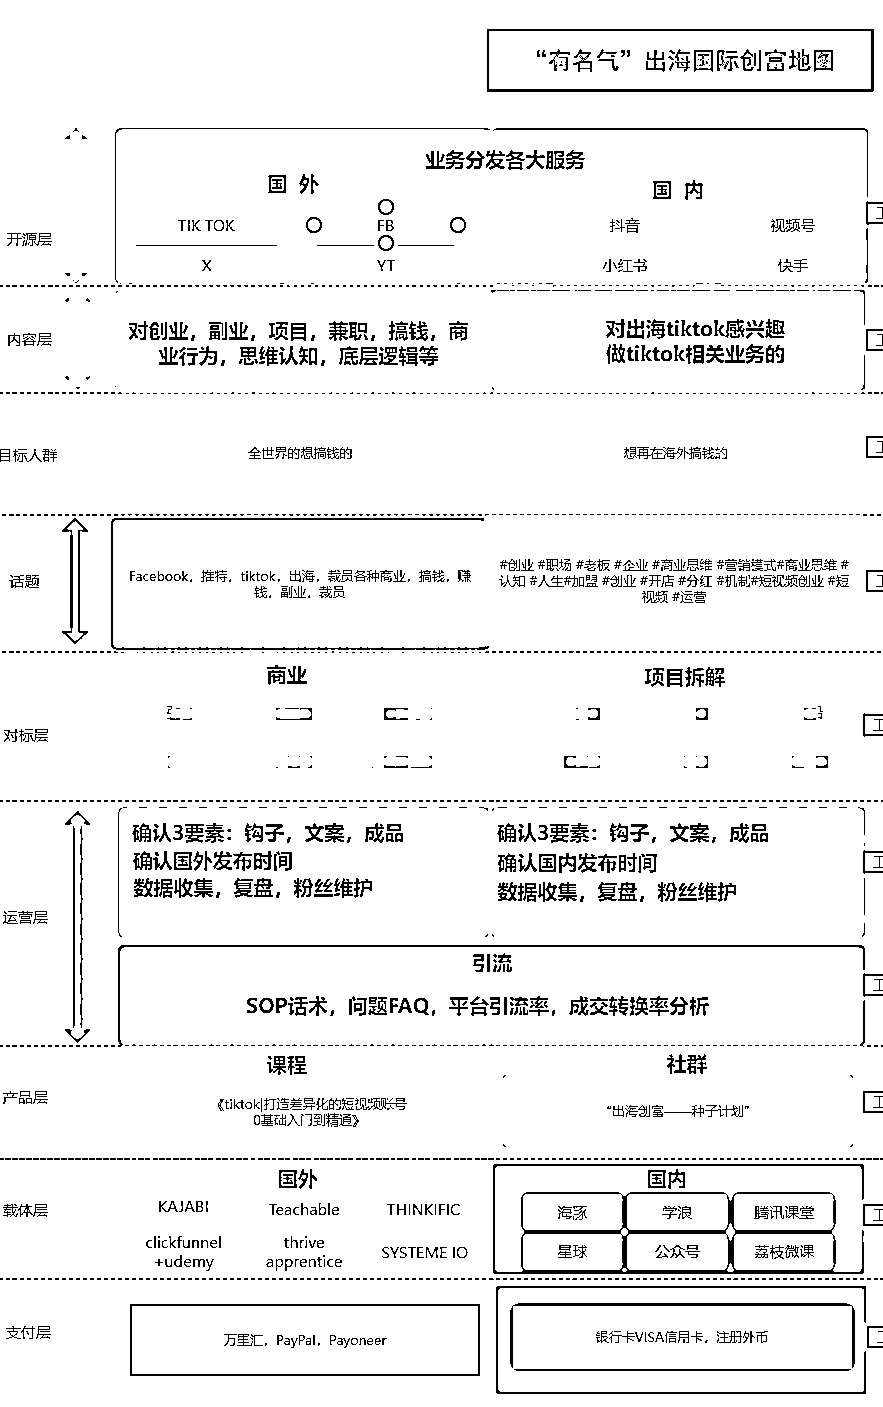 “有名气”出海国际创富地图
业务分发各大服务
国 外
国 内
开源层
TIK TOK
FB
抖音
视频号
X
YT
小红书
快手
内容层
对创业，副业，项目，兼职，搞钱，商
业行为，思维认知，底层逻辑等
对出海tiktok感兴趣
做tiktok相关业务的
目标人群
全世界的想搞钱的
想再在海外搞钱的
话题
Facebook，推特，tiktok，出海，裁员各种商业，搞钱，赚
钱，副业，裁员
#创业 #职场 #老板 #企业 #商业思维 #营销模式#商业思维 #
认知 #人生#加盟 #创业 #开店 #分红 #机制#短视频创业 #短
视频 #运营
商业
项目拆解
对标层
运营层
确认3要素：钩子，文案，成品
确认国外发布时间
数据收集，复盘，粉丝维护
确认3要素：钩子，文案，成品
确认国内发布时间
数据收集，复盘，粉丝维护
引流
SOP话术，问题FAQ，平台引流率，成交转换率分析
课程
社群
产品层
《tiktok|打造差异化的短视频账号
0基础入门到精通》
“出海创富——种子计划”
国外
国内
载体层
KAJABI
Teachable
THINKIFIC
海豚
学浪
腾讯课堂
clickfunnel
+udemy
thrive
apprentice
SYSTEME IO
星球
公众号
荔枝微课
支付层
万里汇，PayPal，Payoneer
银行卡VISA信用卡，注册外币